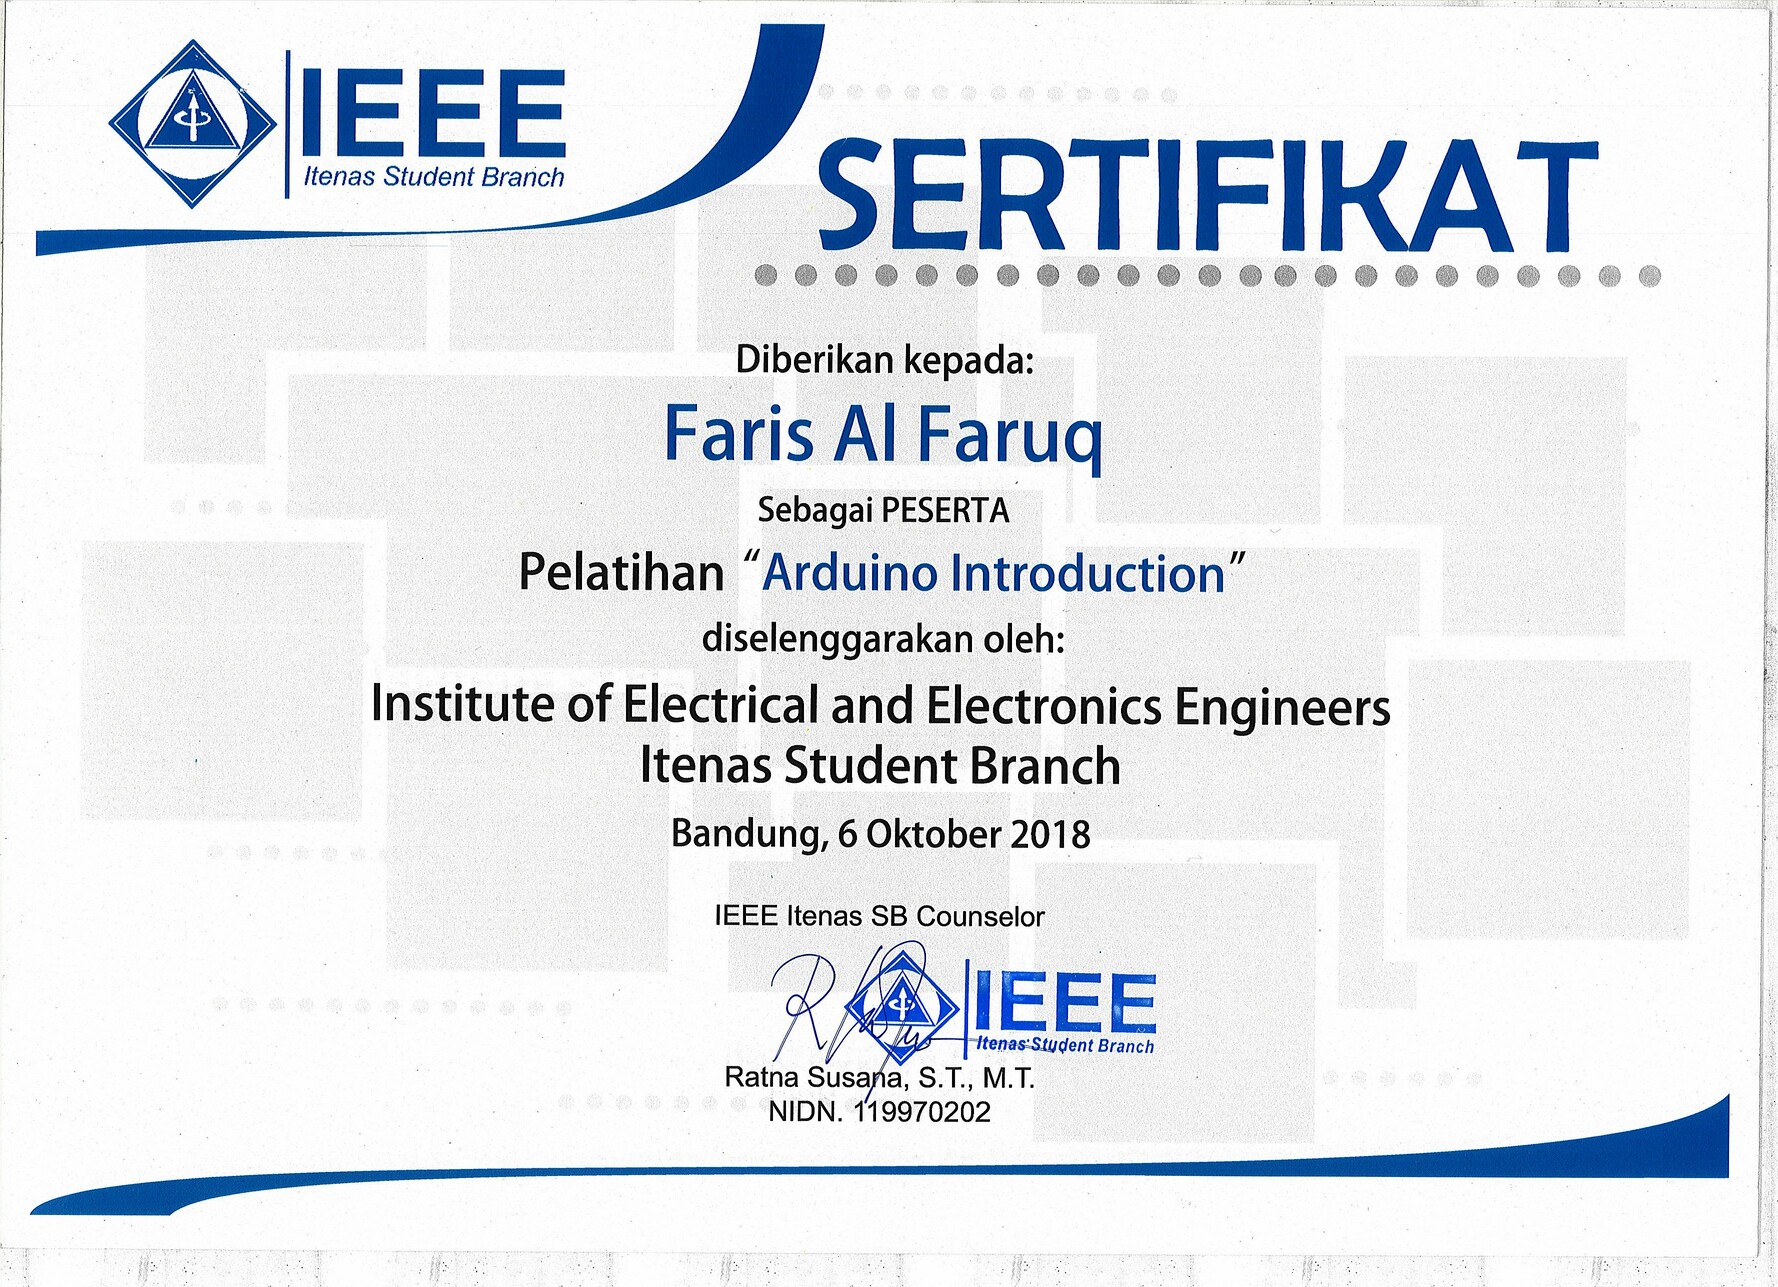 IEEE
Itenas Student Branch
SERTIFIKAT
Diberikan kepada:
Faris Al Faruq
Sebagai PESERTA
Pelatihan “Arduino Introduction”
diselenggarakan oleh:
Institute of Electrical and Electronics Engineers
Itenas Student Branch
Bandung, 6 Oktober 2018
IEEE Itenas SB Counselor
IEEE
Itenas Student Branch
Ratna Susana, S.T., M.T.
NIDN. 119970202